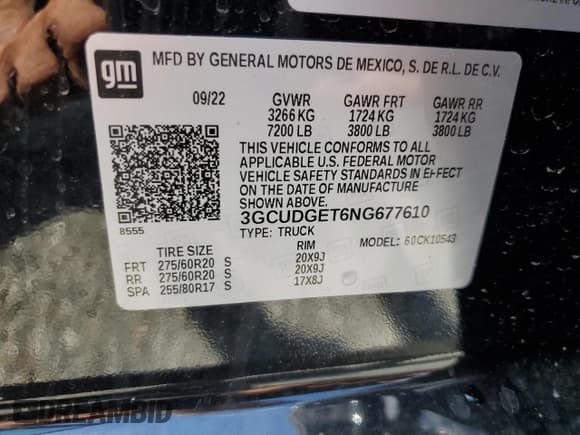 gm
MFD BY GENERAL MOTORS DE MEXICO, S. DE R.L. DE C.V.
09/22 GVWR GAWR FRT GAWR RR
3266 KG 1724 KG 1724 KG
7200 LB 3800 LB 3800 LB
THIS VEHICLE CONFORMS TO ALL
APPLICABLE U.S. FEDERAL MOTOR
VEHICLE SAFETY STANDARDS IN EFFECT
ON THE DATE OF MANUFACTURE
SHOWN ABOVE.
8555 3GCUDGET6NG677610
TYPE: TRUCK MODEL: 60CK10543
TIRE SIZE RIM
FRT 275/60R20 S 20X9J
RR 275/60R20 S 20X9J
SPA 255/80R17 S 17X8J
DREAMBID